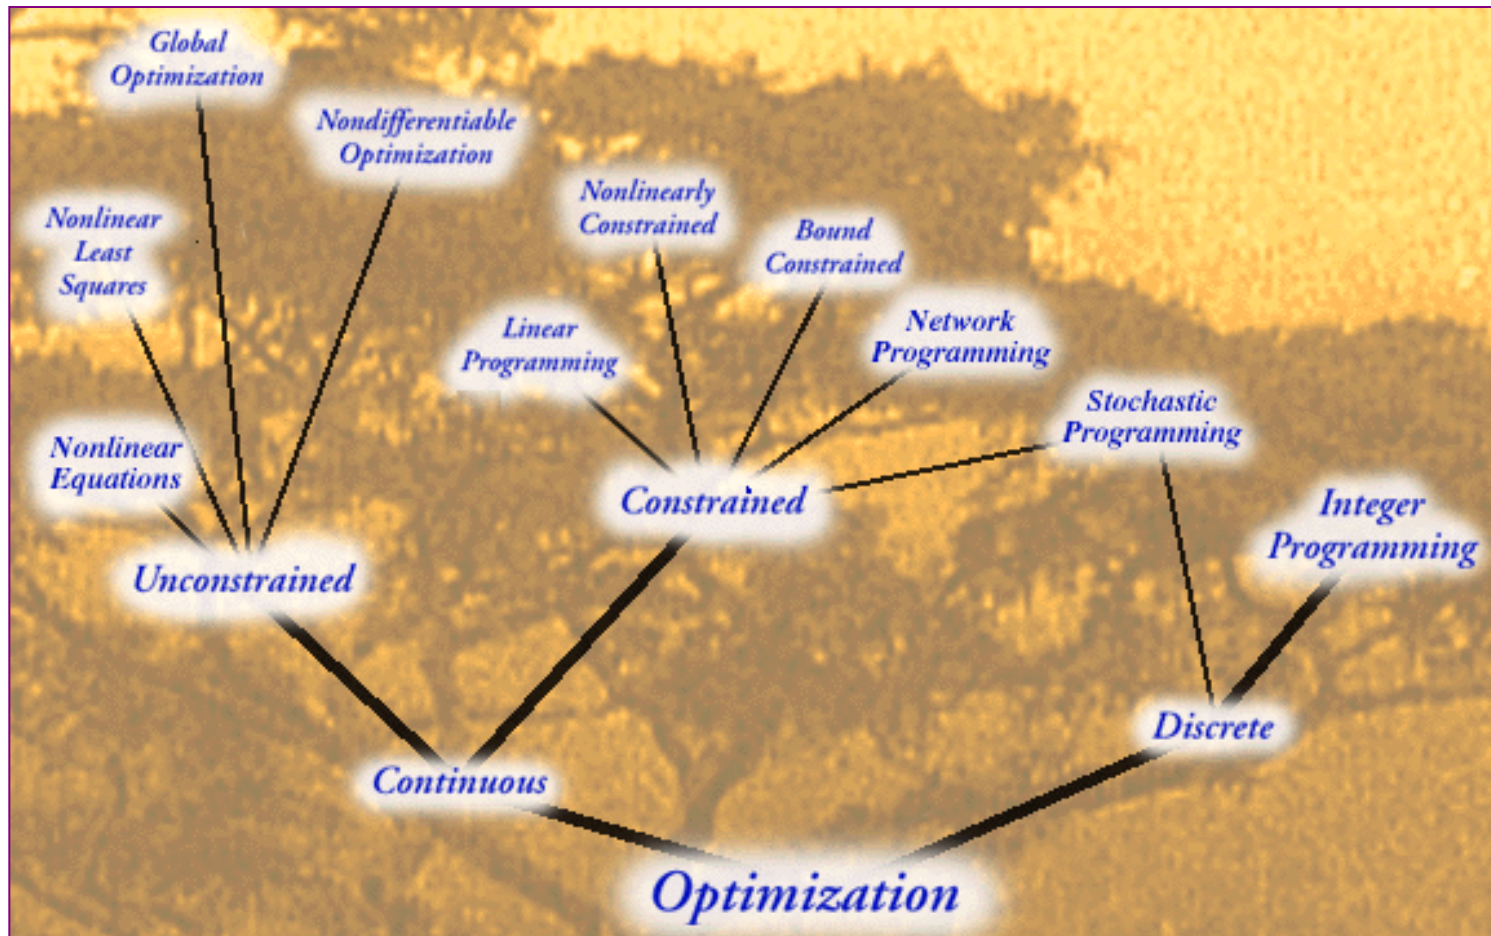 Global
Optimization
Nondifferentiable
Optimization
Nonlinear
Least
Squares
Nonlinearly
Constrained
Bound
Constrained
Linear
Programming
Network
Programming
Stochastic
Programming
Nonlinear
Equations
Constrained
Integer
Programming
Unconstrained
Discrete
Continuous
Optimization